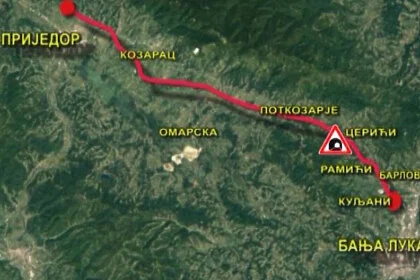 ПРИЈЕДОР
КОЗАРАЦ
ПОТКОЗАРЈЕ
ОМАРСКА
ЦЕРИЋИ
РАМИЋИ
БАРЛОВ
КУЉАНИ
БАЊА ЛУКА